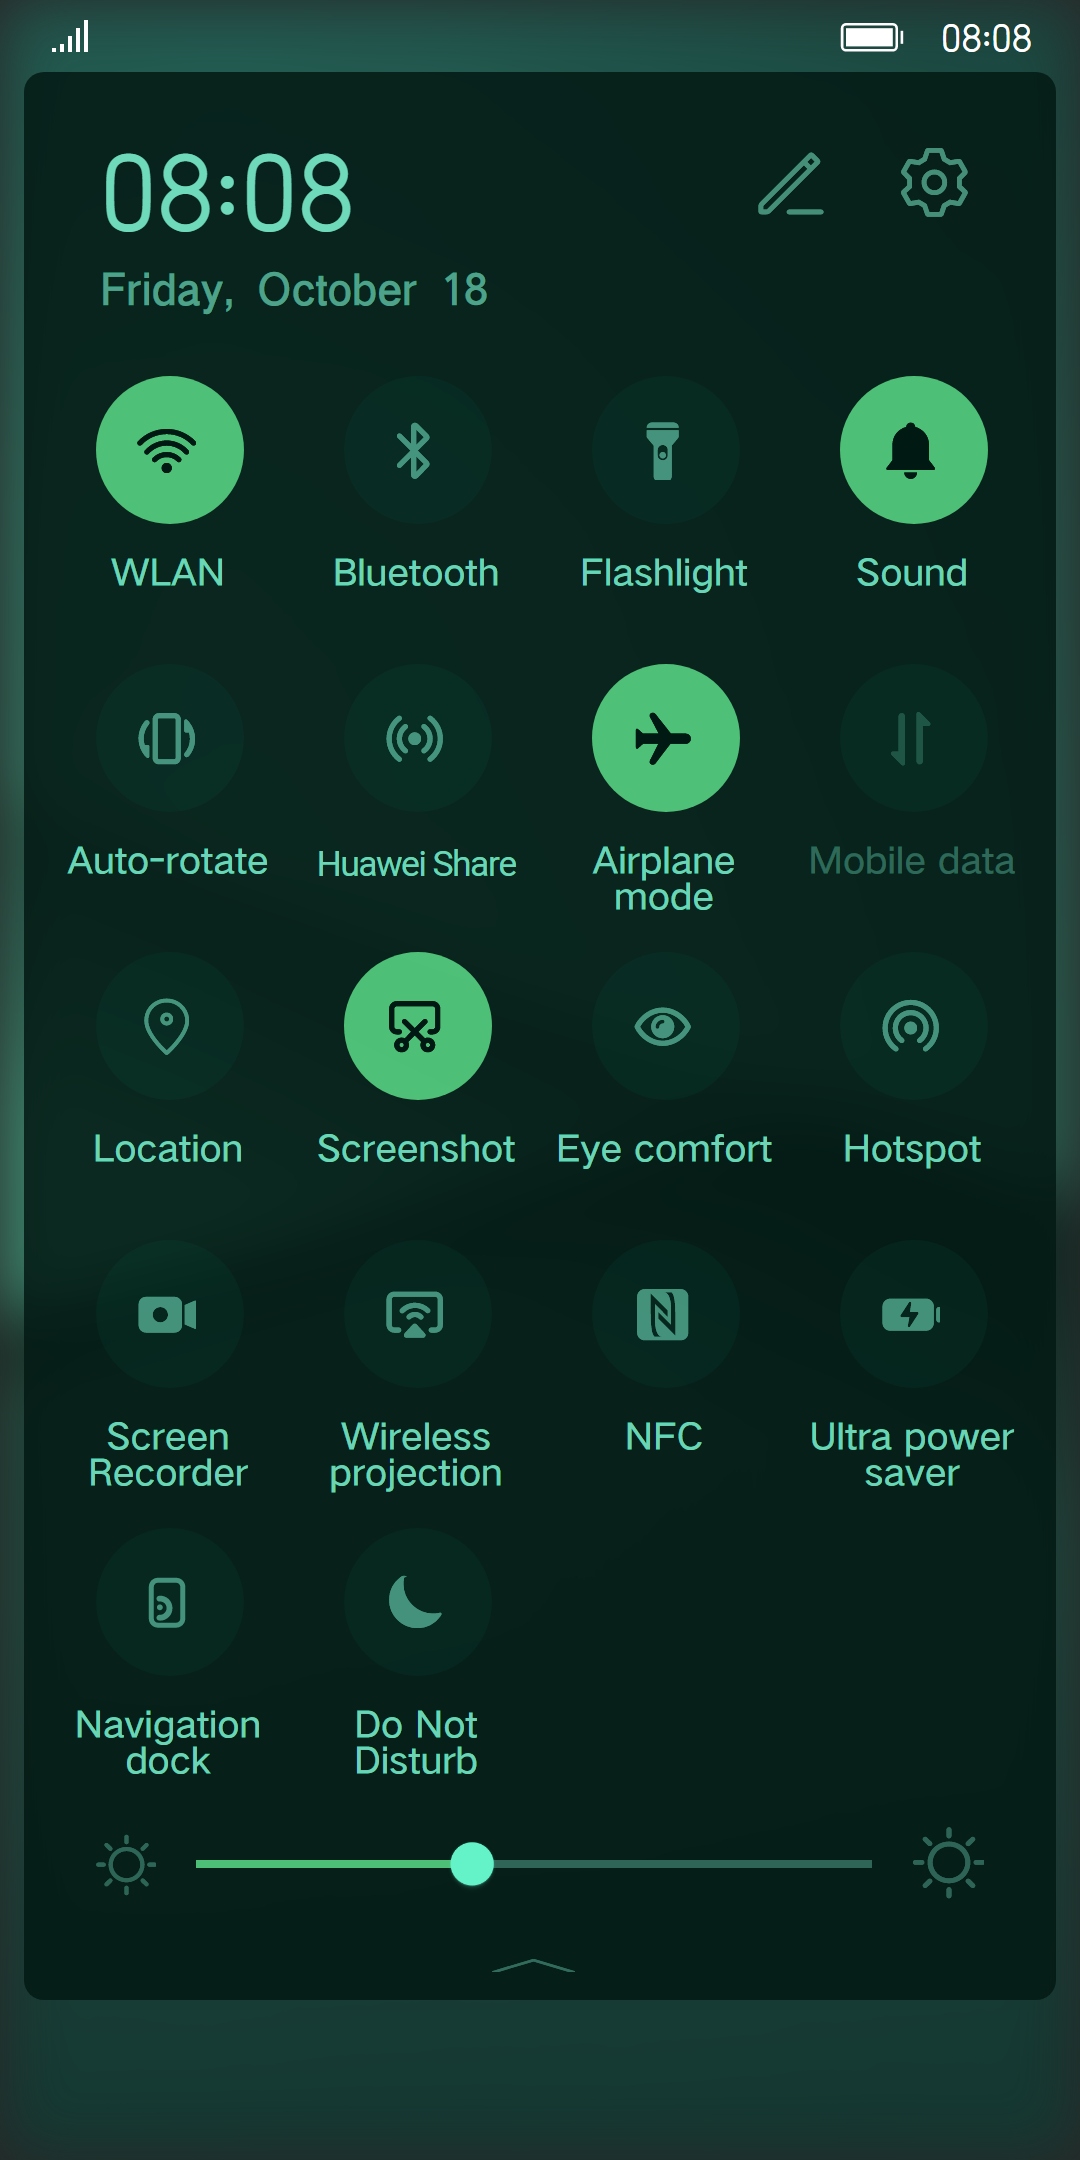 08:08
08:08
Friday, October 18
WLAN
Bluetooth
Flashlight
Sound
Auto-rotate
Huawei Share
Airplane
mode
Mobile data
Location
Screenshot
Eye comfort
Hotspot
Screen
Recorder
Wireless
projection
NFC
Ultra power
saver
Navigation
dock
Do Not
Disturb